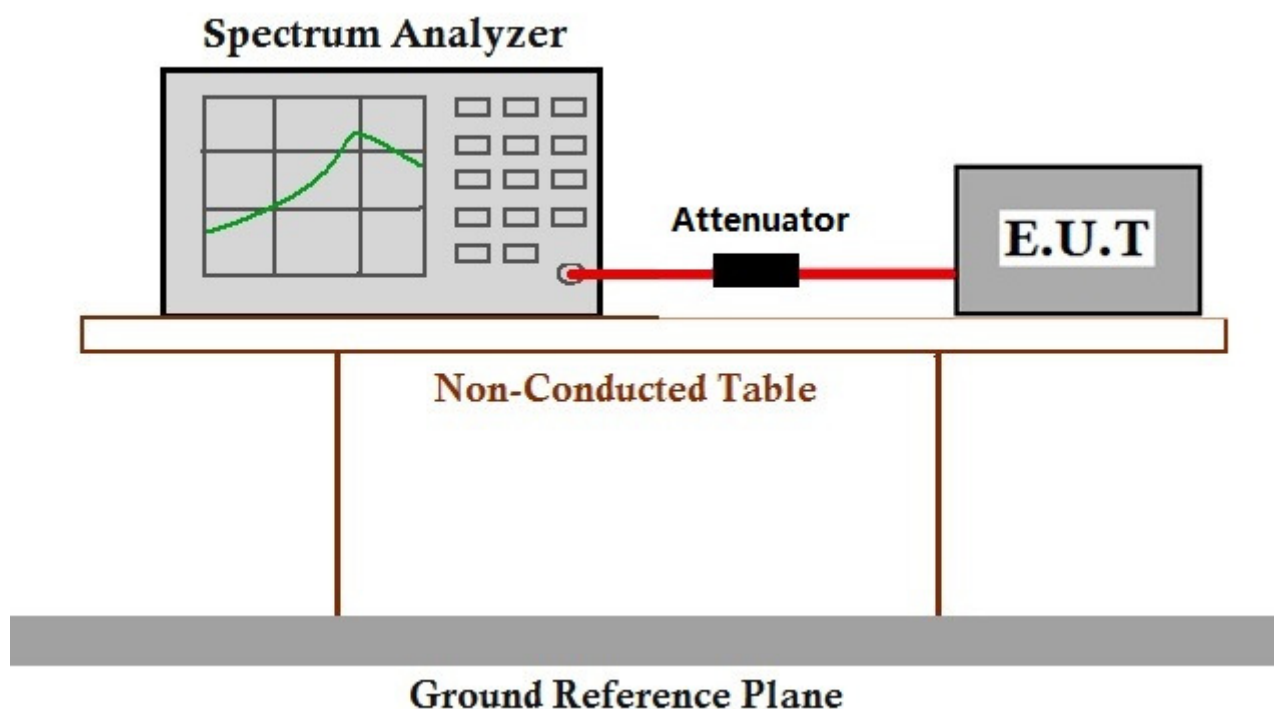 Spectrum Analyzer
Attenuator
E.U.T
Non-Conducted Table
Ground Reference Plane